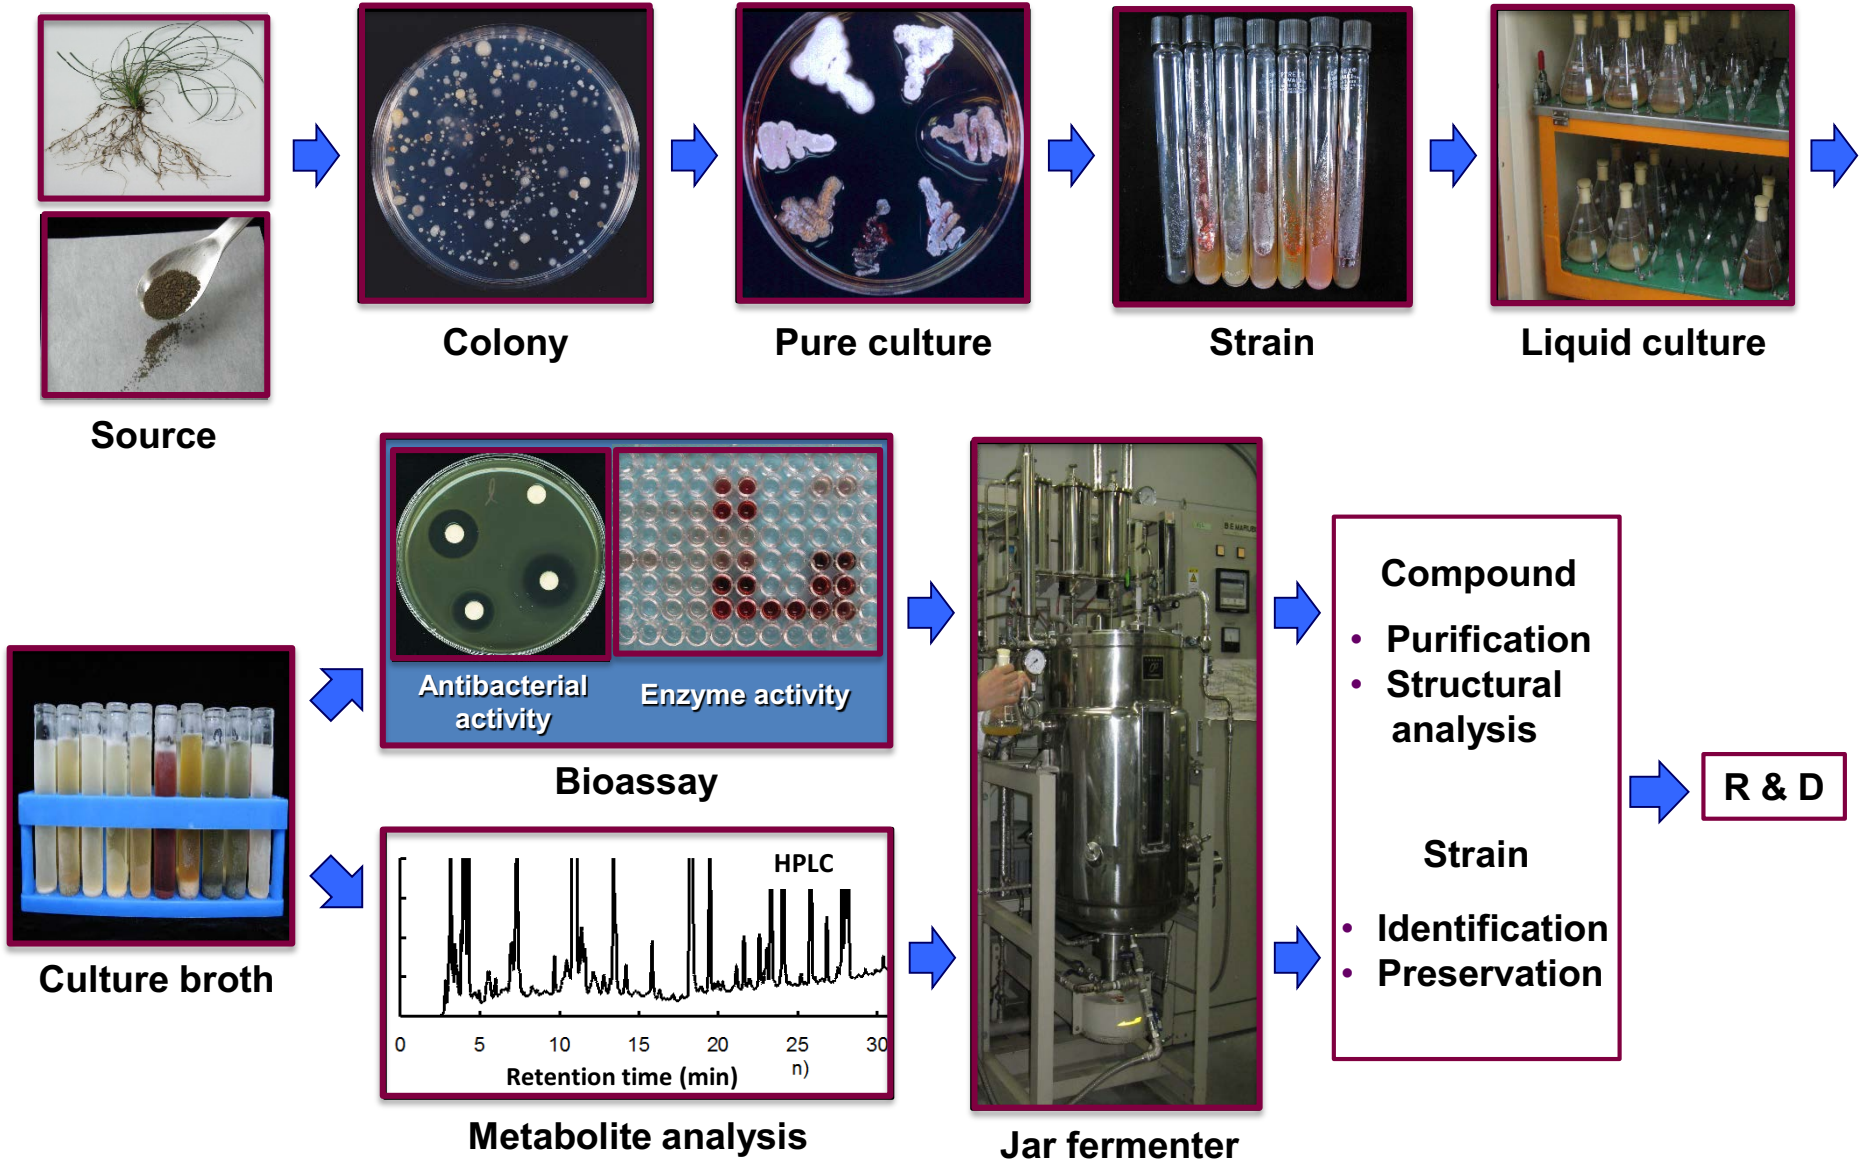 Source
Colony
Pure culture
Strain
Liquid culture
Culture broth
Antibacterial
activity
Enzyme activity
Bioassay
HPLC
0 5 10 15 20 25 30
n)
Retention time (min)
Metabolite analysis
Jar fermenter
Compound
• Purification
• Structural
analysis
Strain
• Identification
• Preservation
R & D